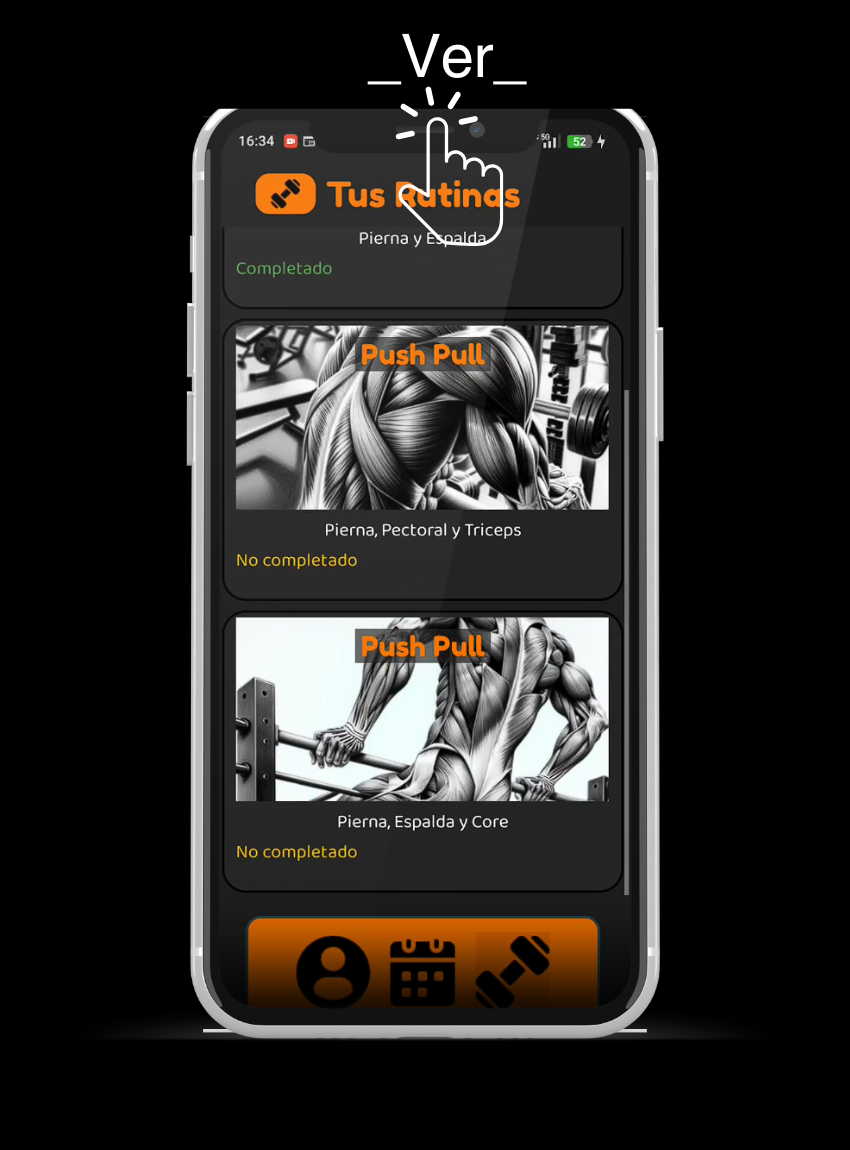 _Ver_
16:34
5G
52
Tus Rutinas
Pierna y Espalda
Completado
Push Pull
Pierna, Pectoral y Triceps
No completado
Push Pull
Pierna, Espalda y Core
No completado